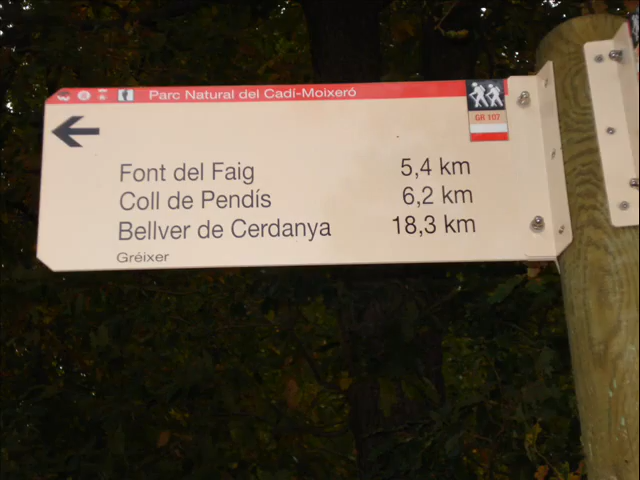 Parc Natural del Cadí-Moixeró
GR 107
Font del Faig 5,4 km
Coll de Pendís 6,2 km
Bellver de Cerdanya 18,3 km
Gréixer